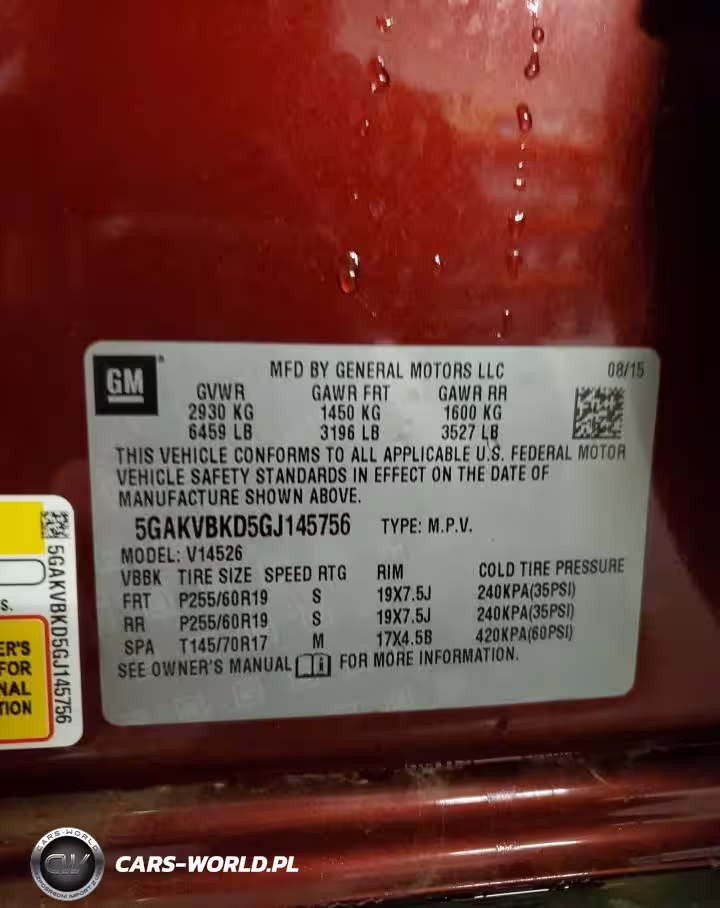 GM
MFD BY GENERAL MOTORS LLC 08/15
GVWR GAWR FRT GAWR RR
2930 KG 1450 KG 1600 KG
6459 LB 3196 LB 3527 LB
THIS VEHICLE CONFORMS TO ALL APPLICABLE U.S. FEDERAL MOTOR
VEHICLE SAFETY STANDARDS IN EFFECT ON THE DATE OF
MANUFACTURE SHOWN ABOVE.
5GAKVBKD5GJ145756 TYPE: M.P.V.
MODEL: V14526
VBBK TIRE SIZE SPEED RTG RIM COLD TIRE PRESSURE
FRT P255/60R19 S 19X7.5J 240KPA(35PSI)
RR P255/60R19 S 19X7.5J 240KPA(35PSI)
SPA T145/70R17 M 17X4.5B 420KPA(60PSI)
SEE OWNER'S MANUAL FOR MORE INFORMATION.
5GAKVBKD5GJ145756
S.
ER'S
FOR
NAL
TION
CARS-WORLD
CW
CARS-WORLD.PL